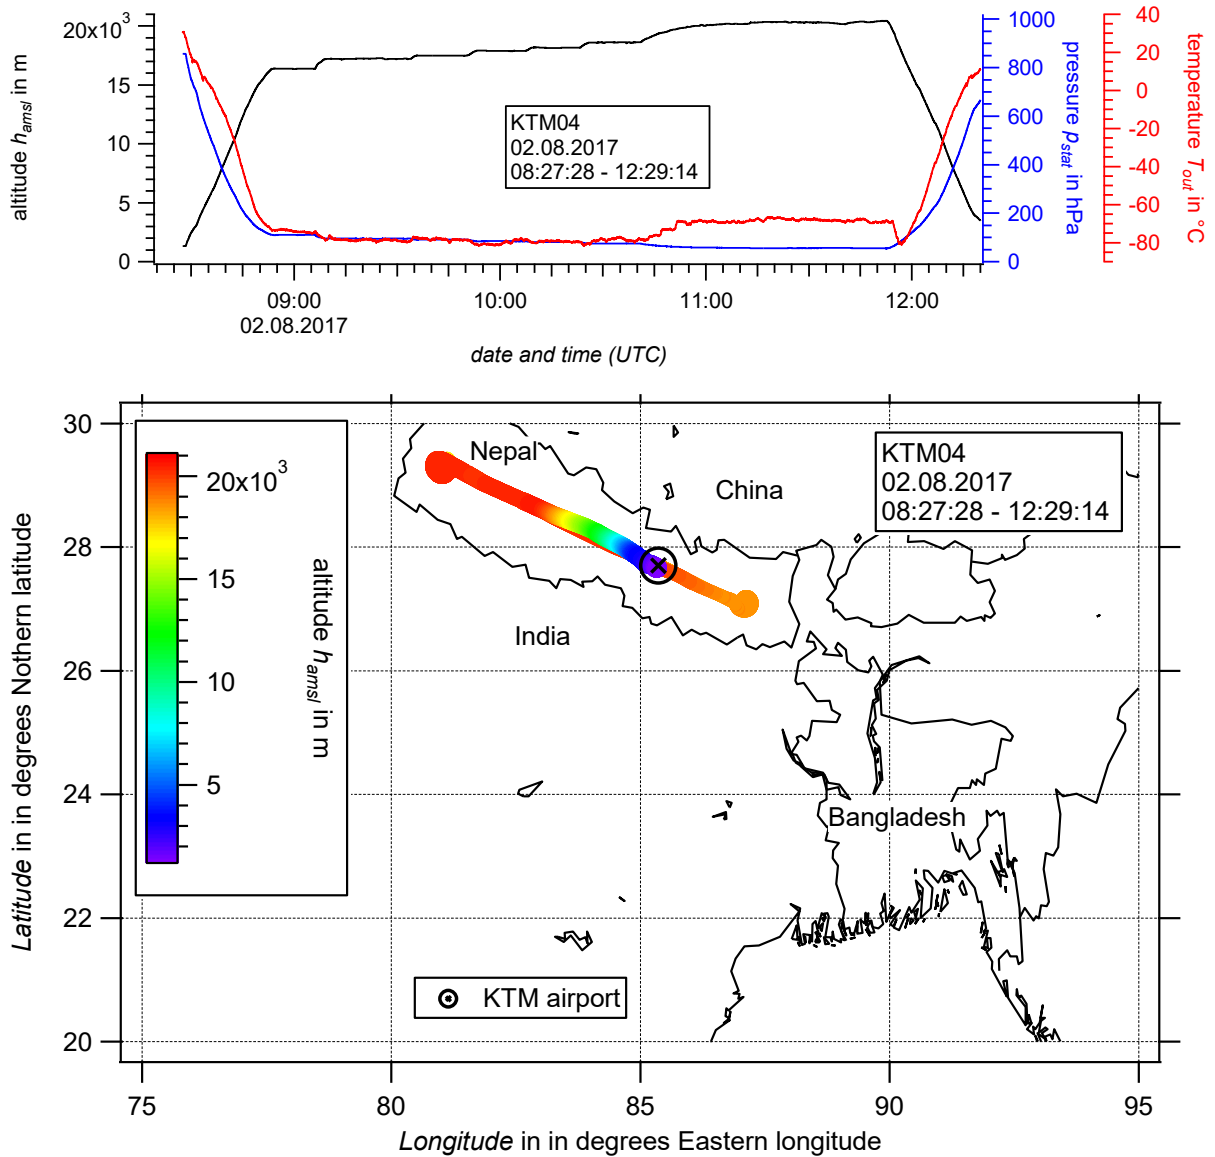 20x10³
15
10
5
0
altitude h_amsl in m
1000
800
600
400
200
0
pressure p_stat in hPa
40
20
0
-20
-40
-60
-80
temperature T_out in °C
KTM04
02.08.2017
08:27:28 - 12:29:14
09:00 10:00 11:00 12:00
02.08.2017
date and time (UTC)
30
28
26
24
22
20
Latitude in in degrees Nothern latitude
20x10³
15
10
5
altitude h_amsl in m
Nepal
China
India
Bangladesh
KTM04
02.08.2017
08:27:28 - 12:29:14
KTM airport
75 80 85 90 95
Longitude in in degrees Eastern longitude